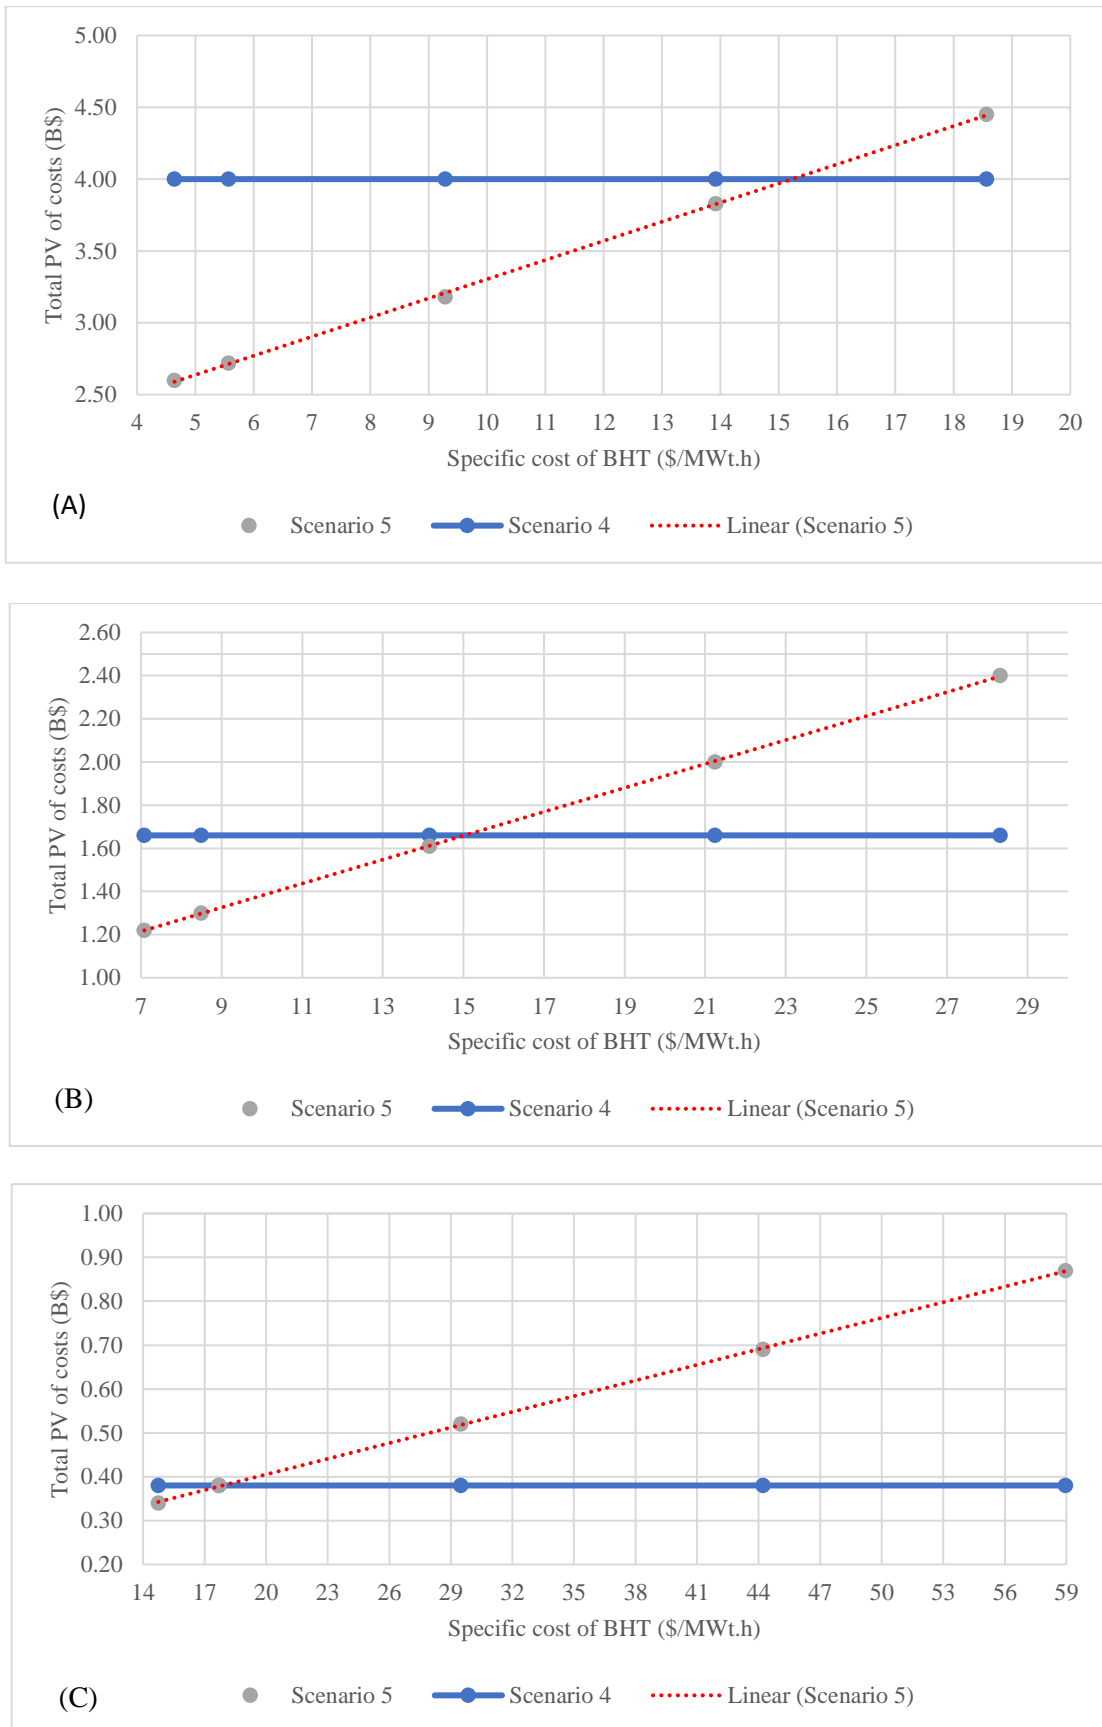 5.00
4.50
4.00
3.50
3.00
2.50
Total PV of costs (B$)
4 5 6 7 8 9 10 11 12 13 14 15 16 17 18 19 20
Specific cost of BHT ($/MWt.h)
(A)
Scenario 5 Scenario 4 Linear (Scenario 5)
2.60
2.40
2.20
2.00
1.80
1.60
1.40
1.20
1.00
Total PV of costs (B$)
7 9 11 13 15 17 19 21 23 25 27 29
Specific cost of BHT ($/MWt.h)
(B)
Scenario 5 Scenario 4 Linear (Scenario 5)
1.00
0.90
0.80
0.70
0.60
0.50
0.40
0.30
0.20
Total PV of costs (B$)
14 17 20 23 26 29 32 35 38 41 44 47 50 53 56 59
Specific cost of BHT ($/MWt.h)
(C)
Scenario 5 Scenario 4 Linear (Scenario 5)